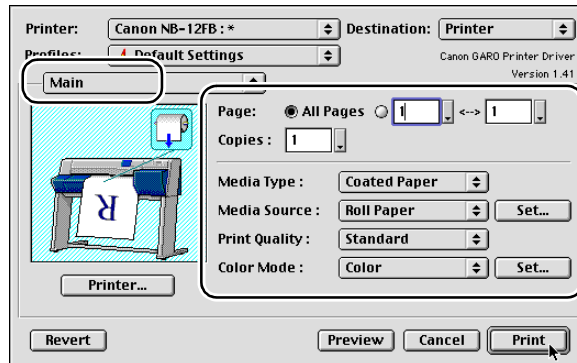 Printer: Canon NB-12FB : * Destination: Printer
Profiles: Default Settings Canon GARO Printer Driver
Version 1.41
Main
Page: All Pages 1 <--> 1
Copies : 1
R
Media Type : Coated Paper
Media Source : Roll Paper Set...
Print Quality : Standard
Color Mode : Color Set...
Printer...
Revert Preview Cancel Print